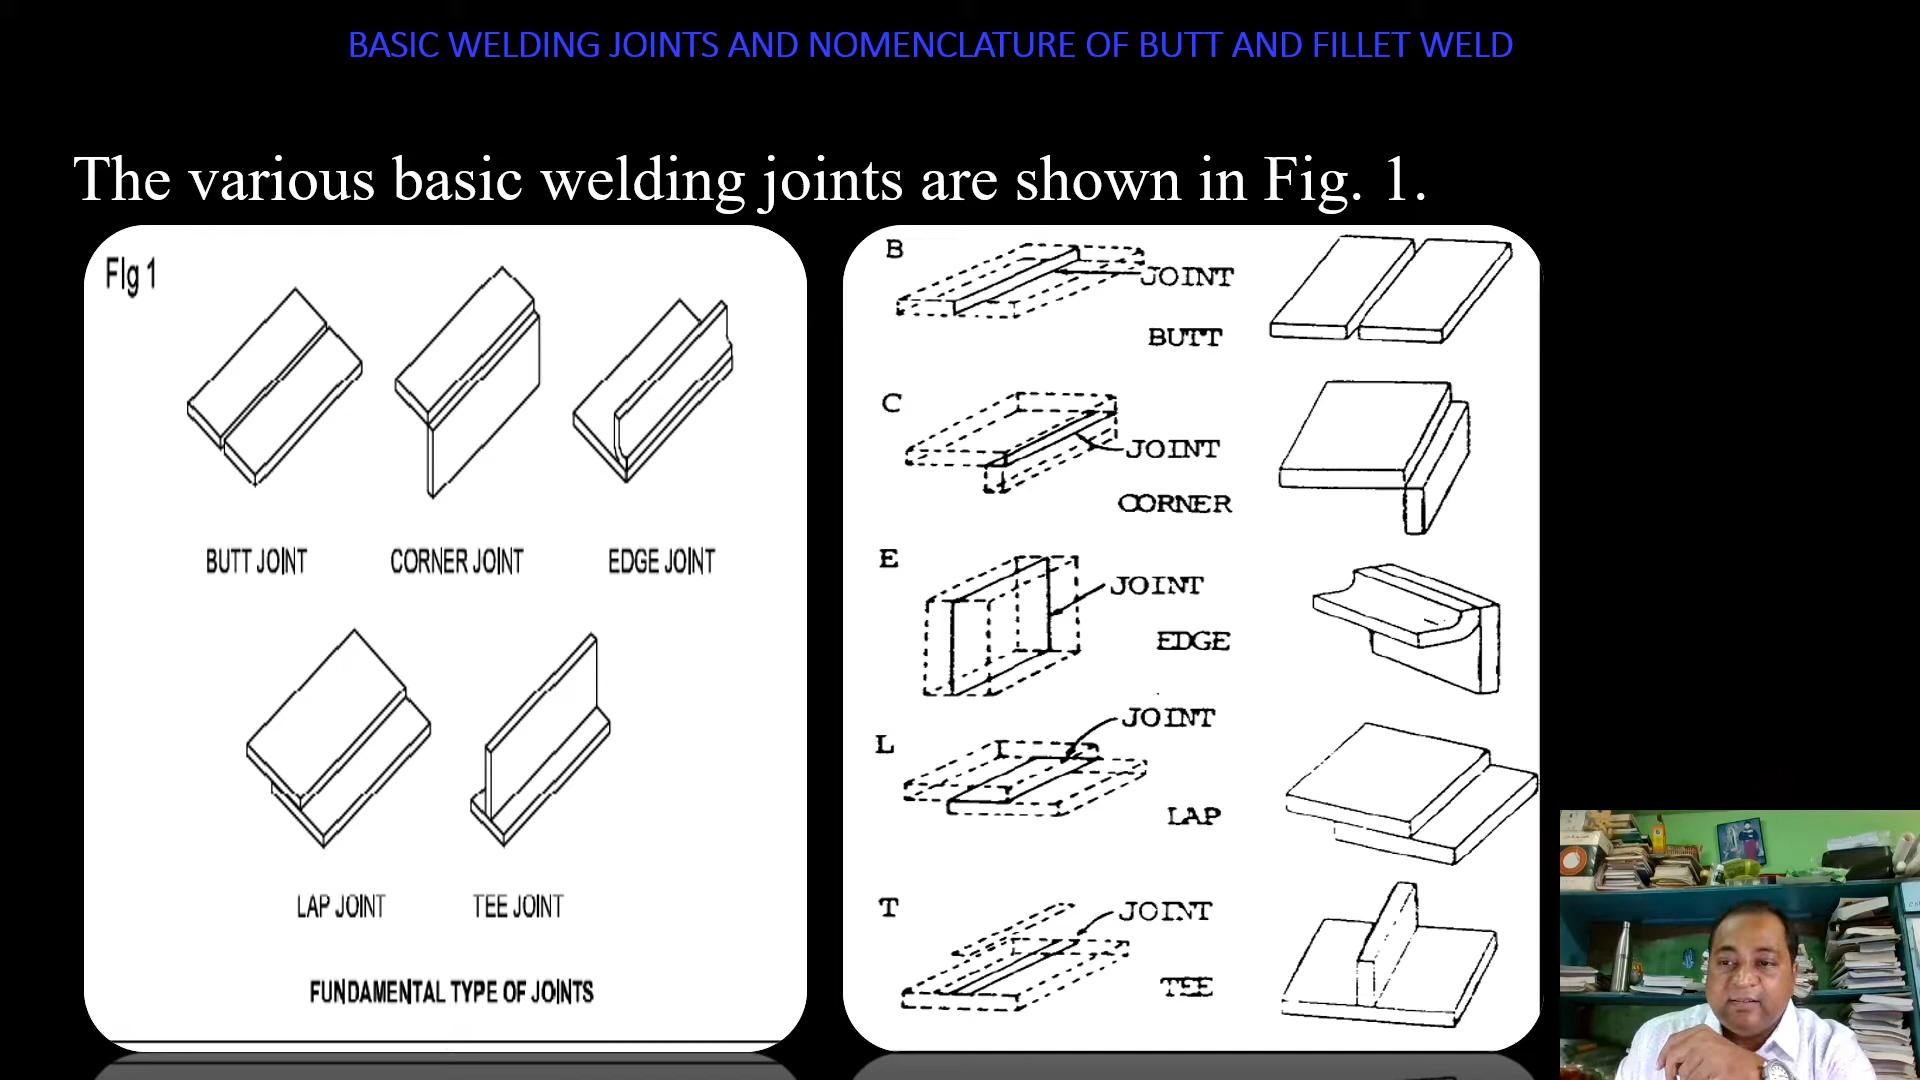 BASIC WELDING JOINTS AND NOMENCLATURE OF BUTT AND FILLET WELD
The various basic welding joints are shown in Fig. 1.
FIg 1
BUTT JOINT
CORNER JOINT
EDGE JOINT
LAP JOINT
TEE JOINT
FUNDAMENTAL TYPE OF JOINTS
B
JOINT
BUTT
C
JOINT
CORNER
E
JOINT
EDGE
L
JOINT
LAP
T
JOINT
TEE